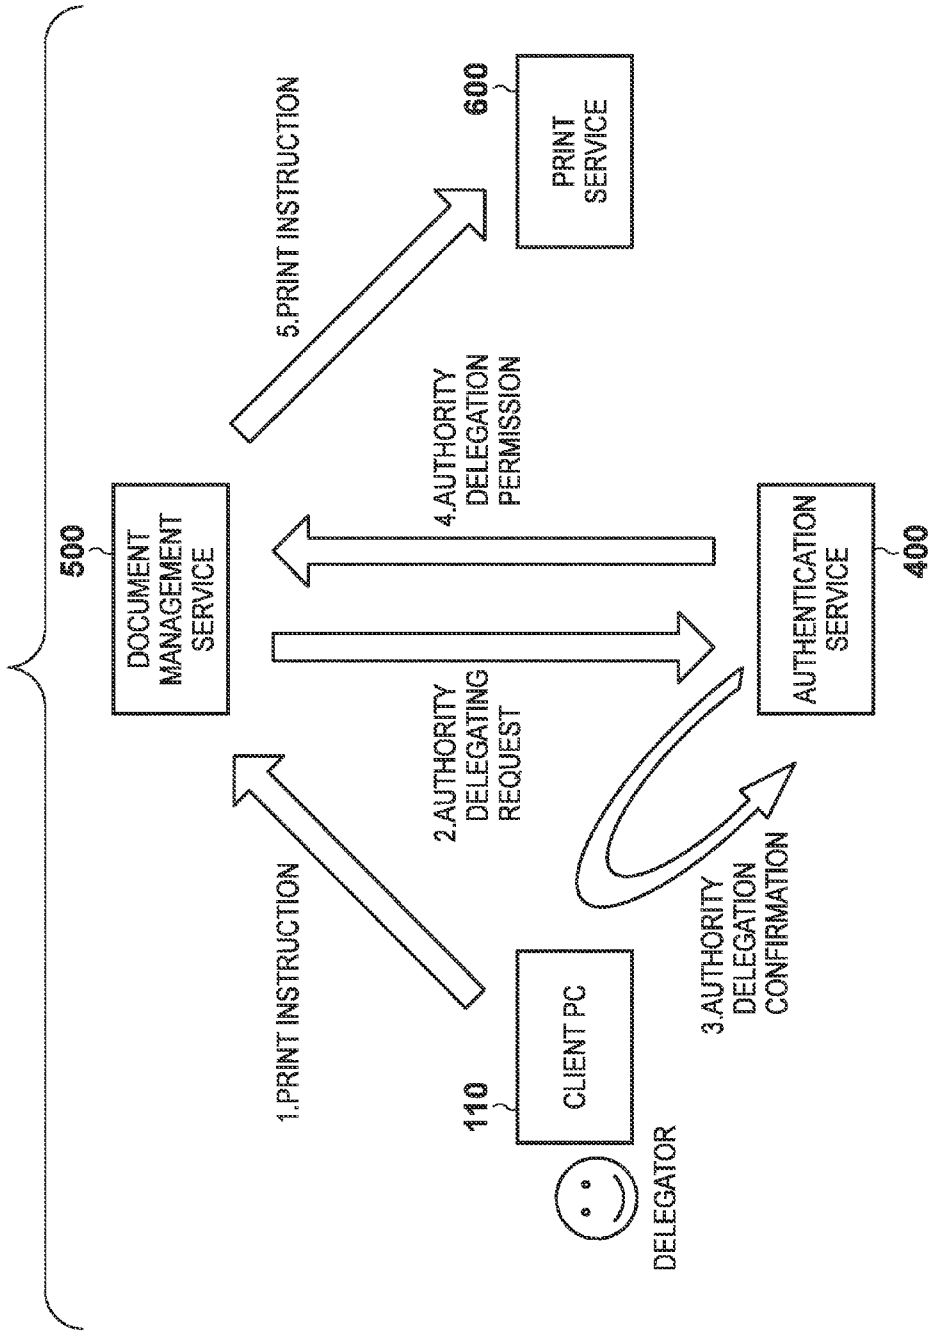 500
DOCUMENT
MANAGEMENT
SERVICE
1.PRINT INSTRUCTION
5.PRINT INSTRUCTION
110
CLIENT PC
DELEGATOR
2.AUTHORITY
DELEGATING
REQUEST
4.AUTHORITY
DELEGATION
PERMISSION
600
PRINT
SERVICE
3.AUTHORITY
DELEGATION
CONFIRMATION
AUTHENTICATION
SERVICE
400